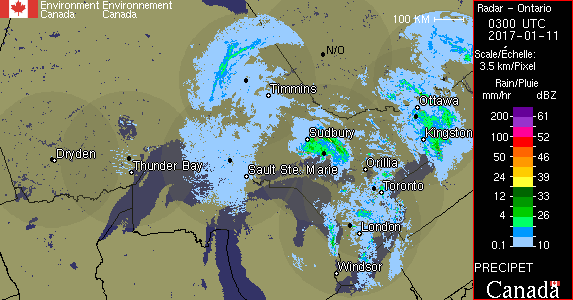 Environment Environnement
Canada Canada
100 KM
N/O
Timmins
Ottawa
Sudbury
Kingston
Dryden
Thunder Bay
Sault Ste. Marie
Orillia
Toronto
London
Windsor
Radar - Ontario
0300 UTC
2017-01-11
Scale/Échelle:
3.5 km/Pixel
Rain/Pluie
mm/hr dBZ
200 61
100 52
50 46
24 39
12 33
4 26
0.1 10
PRECIPET
Canada